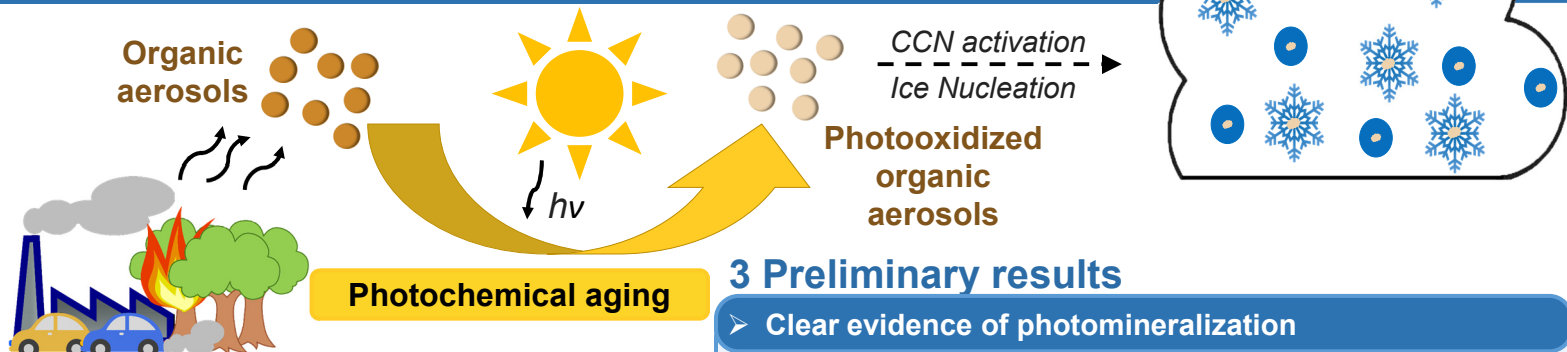 Organic
aerosols
CCN activation
Ice Nucleation
Photooxidized
organic
aerosols
hν
Photochemical aging
3 Preliminary results
➢ Clear evidence of photomineralization